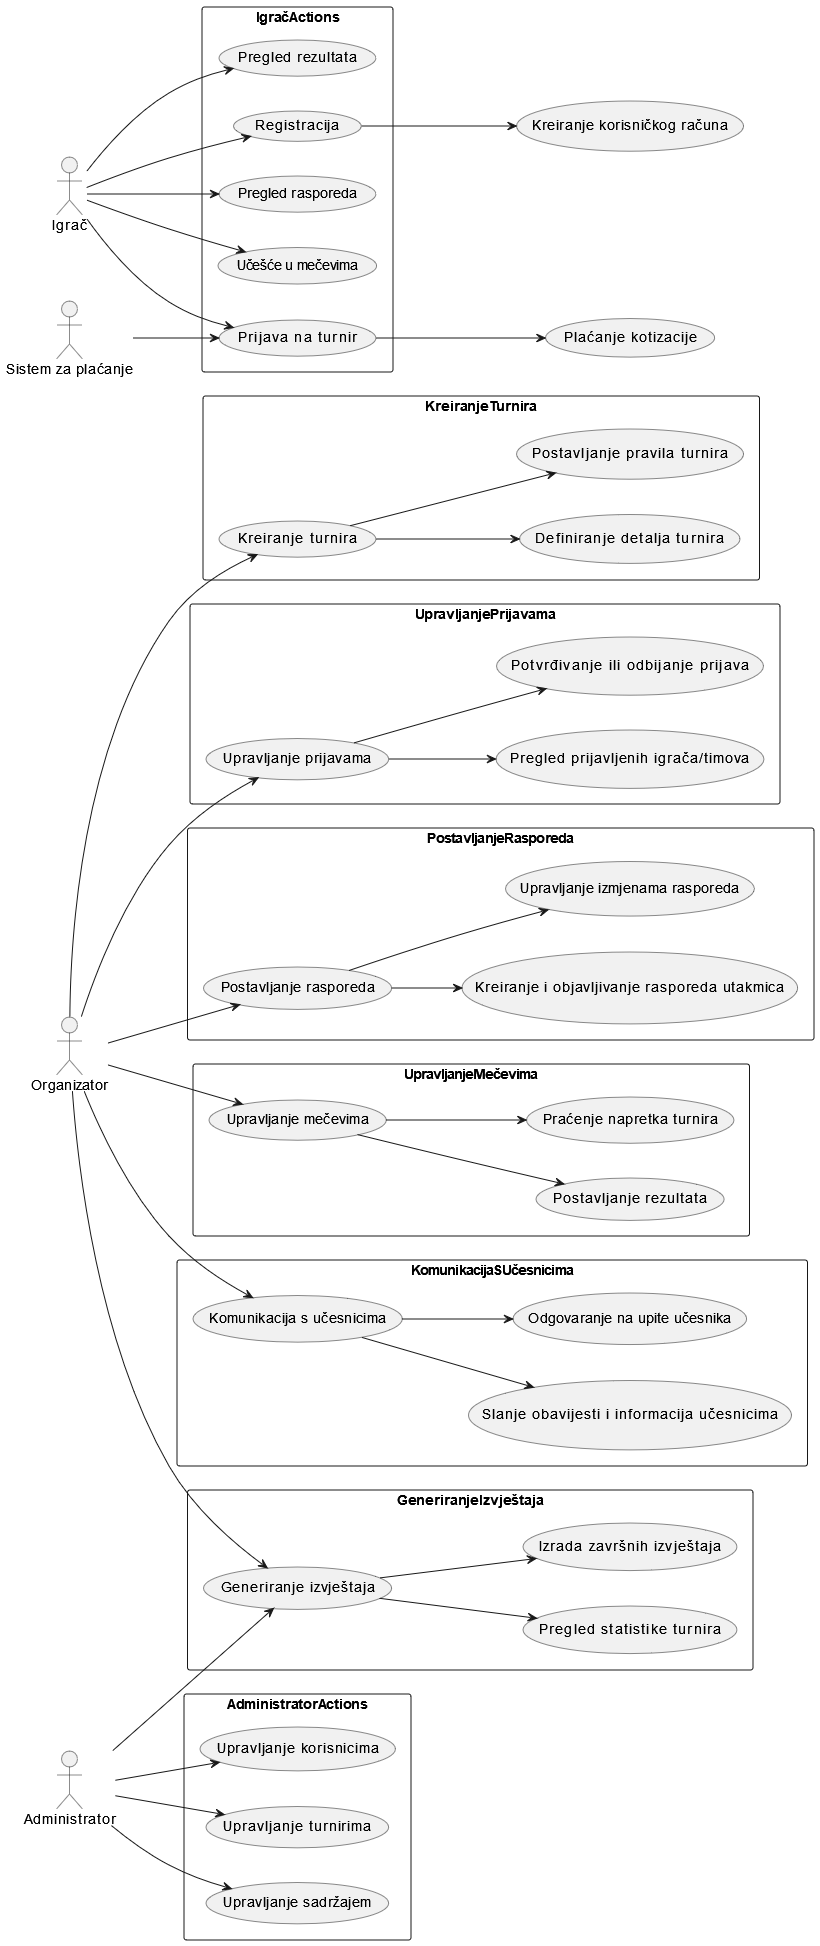 IgračActions
Pregled rezultata
Registracija
Kreiranje korisničkog računa
Pregled rasporeda
Igrač
Učešće u mečevima
Prijava na turnir
Plaćanje kotizacije
Sistem za plaćanje
KreiranjeTurnira
Postavljanje pravila turnira
Kreiranje turnira
Definiranje detalja turnira
UpravljanjePrijavama
Potvrđivanje ili odbijanje prijava
Upravljanje prijavama
Pregled prijavljenih igrača/timova
PostavljanjeRasporeda
Upravljanje izmjenama rasporeda
Postavljanje rasporeda
Kreiranje i objavljivanje rasporeda utakmica
UpravljanjeMečevima
Organizator
Upravljanje mečevima
Praćenje napretka turnira
Postavljanje rezultata
KomunikacijaSUčesnicima
Komunikacija s učesnicima
Odgovaranje na upite učesnika
Slanje obavijesti i informacija učesnicima
GeneriranjeIzvještaja
Izrada završnih izvještaja
Generiranje izvještaja
Pregled statistike turnira
AdministratorActions
Upravljanje korisnicima
Administrator
Upravljanje turnirima
Upravljanje sadržajem